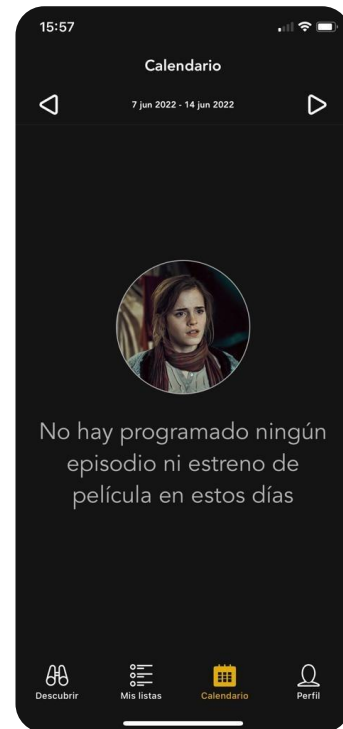 15:57
Calendario
7 jun 2022 - 14 jun 2022
No hay programado ningún
episodio ni estreno de
película en estos días
Descubrir
Mis listas
Calendario
Perfil